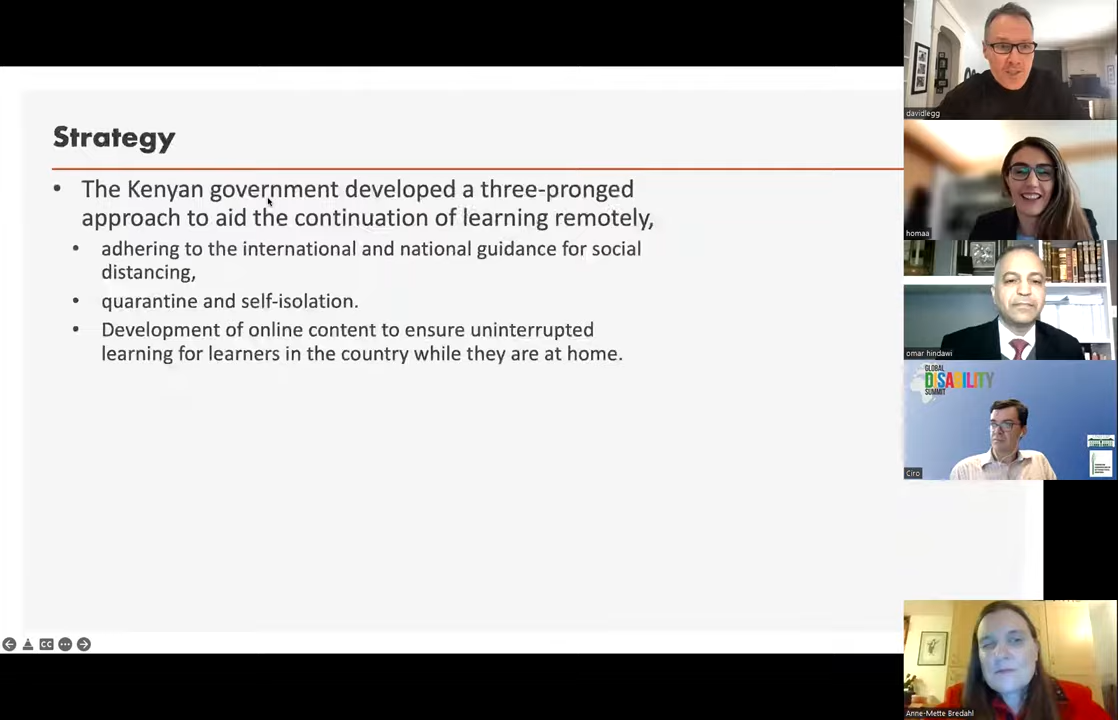 Strategy
• The Kenyan government developed a three-pronged
approach to aid the continuation of learning remotely,
• adhering to the international and national guidance for social
distancing,
• quarantine and self-isolation.
• Development of online content to ensure uninterrupted
learning for learners in the country while they are at home.
CC
davidlegg
homaa
omar hindawi
GLOBAL
DISABILITY
SUMMIT
Ciro
Anne-Mette Bredahl